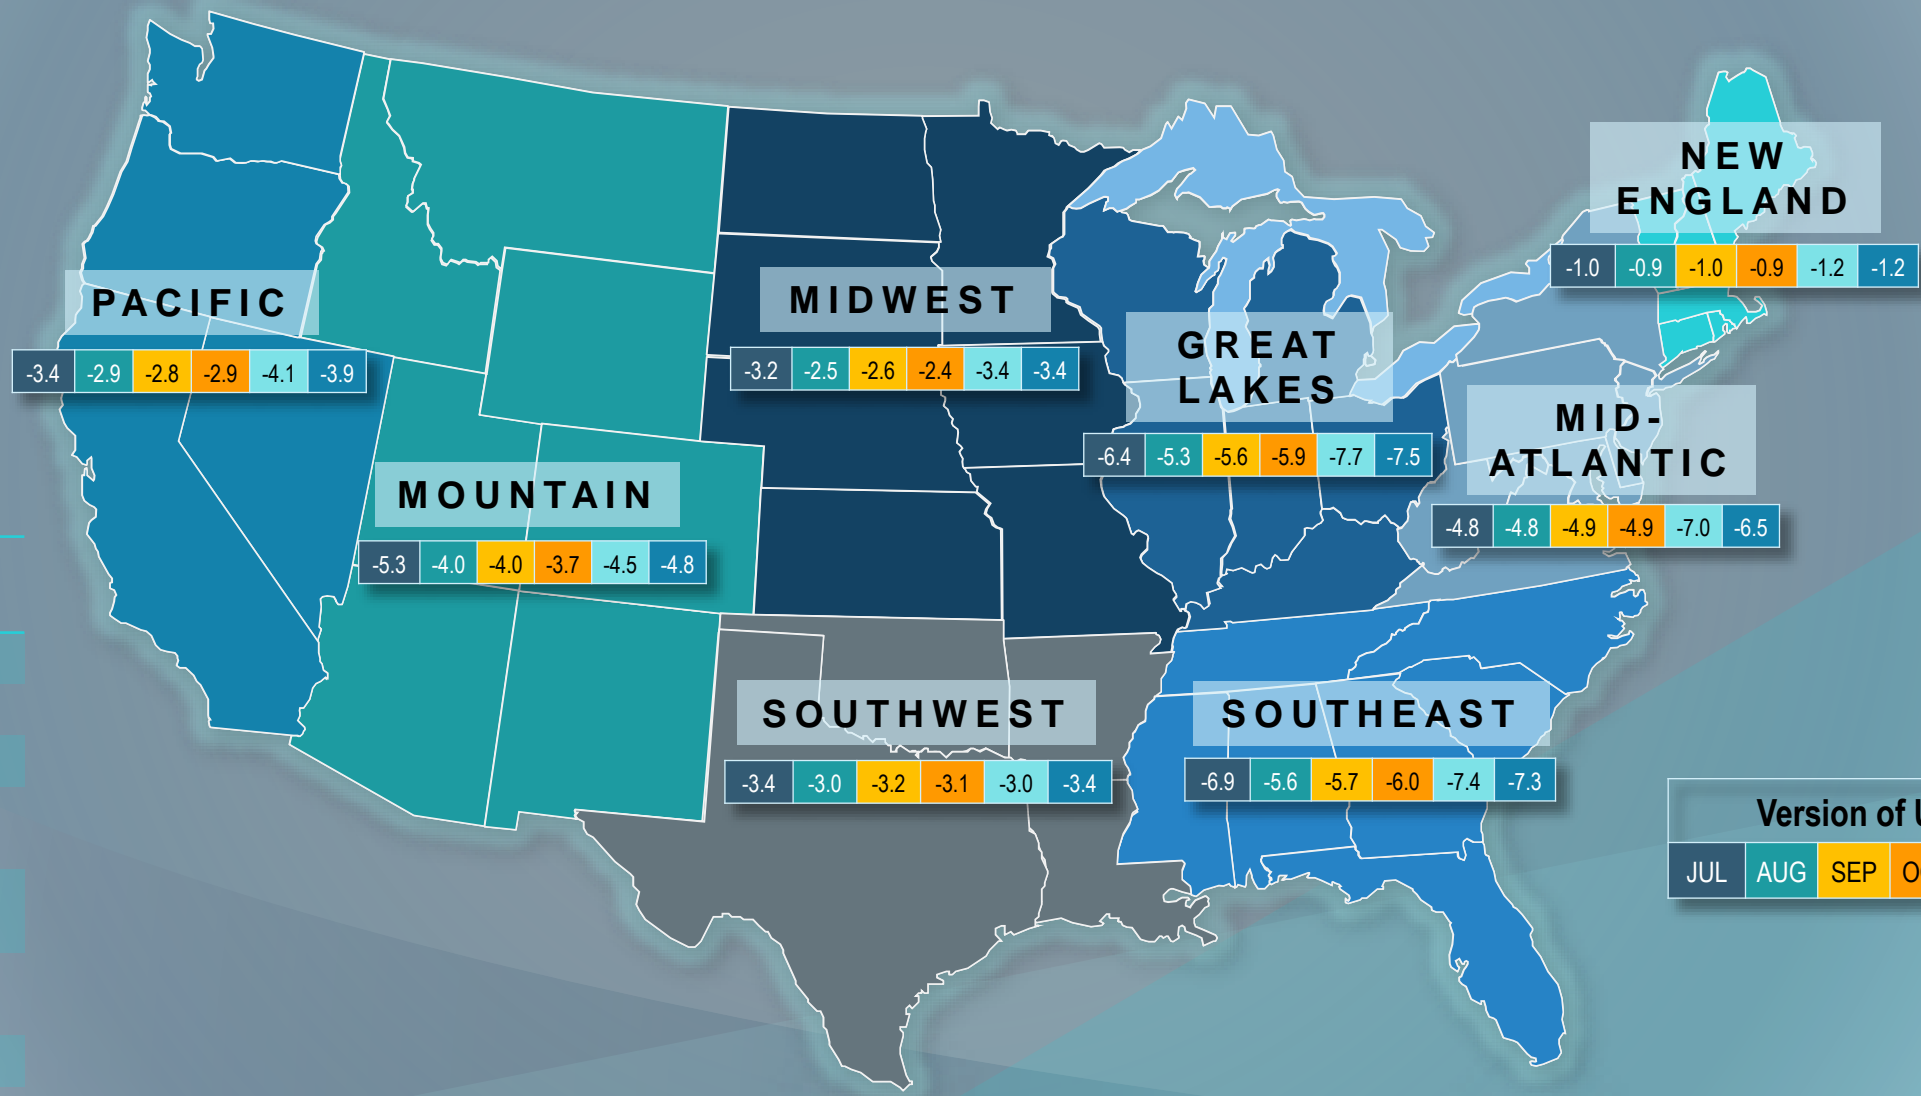 NEW
ENGLAND
-1.0 -0.9 -1.0 -0.9 -1.2 -1.2
PACIFIC
-3.4 -2.9 -2.8 -2.9 -4.1 -3.9
MIDWEST
-3.2 -2.5 -2.6 -2.4 -3.4 -3.4
GREAT
LAKES
-6.4 -5.3 -5.6 -5.9 -7.7 -7.5
MID-
ATLANTIC
-4.8 -4.8 -4.9 -4.9 -7.0 -6.5
MOUNTAIN
-5.3 -4.0 -4.0 -3.7 -4.5 -4.8
SOUTHWEST
-3.4 -3.0 -3.2 -3.1 -3.0 -3.4
SOUTHEAST
-6.9 -5.6 -5.7 -6.0 -7.4 -7.3
Version of
JUL AUG SEP